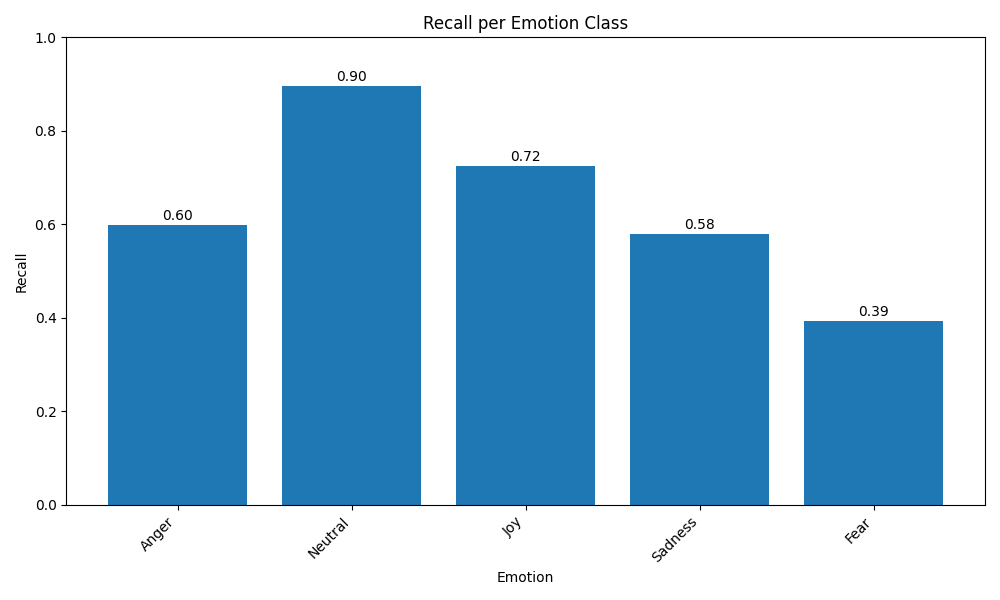 Recall per Emotion Class
1.0
0.8
0.6
0.4
0.2
0.0
Recall
0.60
0.90
0.72
0.58
0.39
Anger
Neutral
Joy
Sadness
Fear
Emotion